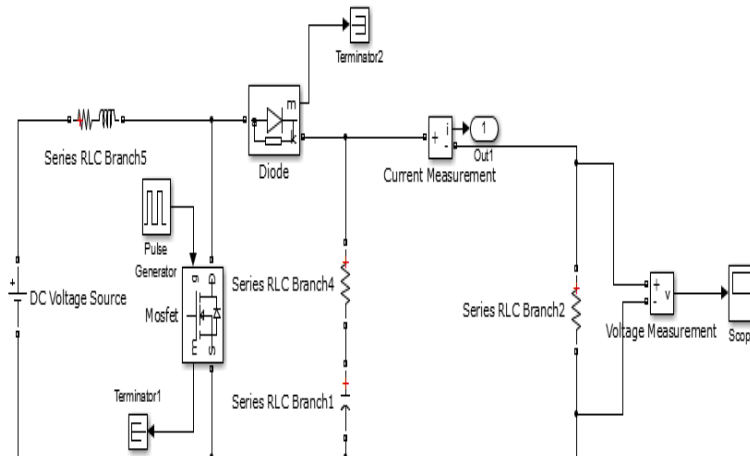 Terminator2
m
k
Series RLC Branch5
Diode
+
i
-
1
Out1
Current Measurement
Pulse
Generator
+
DC Voltage Source
g
D
m
S
Mosfet
Series RLC Branch4
Series RLC Branch2
+
-
v
Voltage Measurement
Scop
Terminator1
Series RLC Branch1